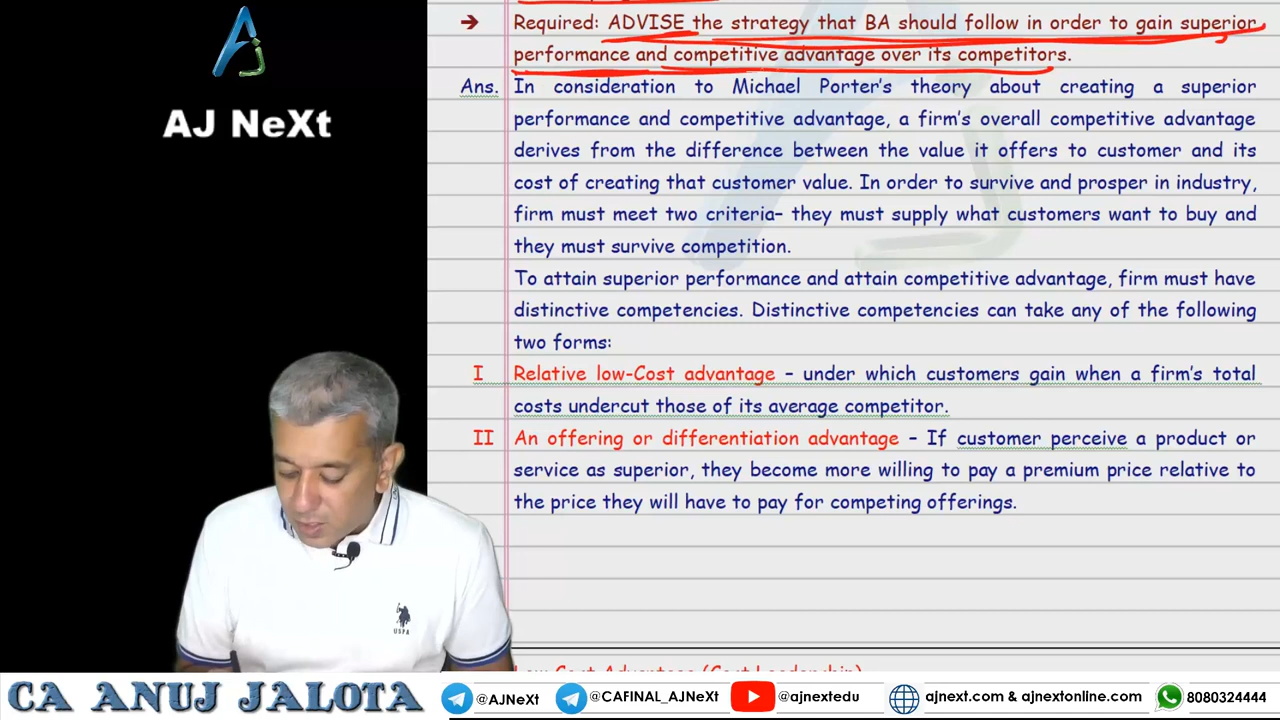 AJ NeXt
➔ Required: ADVISE the strategy that BA should follow in order to gain superior
performance and competitive advantage over its competitors.
Ans. In consideration to Michael Porter's theory about creating a superior
performance and competitive advantage, a firm's overall competitive advantage
derives from the difference between the value it offers to customer and its
cost of creating that customer value. In order to survive and prosper in industry,
firm must meet two criteria– they must supply what customers want to buy and
they must survive competition.
To attain superior performance and attain competitive advantage, firm must have
distinctive competencies. Distinctive competencies can take any of the following
two forms:
I Relative low-Cost advantage – under which customers gain when a firm's total
costs undercut those of its average competitor.
II An offering or differentiation advantage – If customer perceive a product or
service as superior, they become more willing to pay a premium price relative to
the price they will have to pay for competing offerings.
Low Cost Advantage (Cost Leadership)
USPA
CA ANUJ JALOTA @AJNeXt @CAFINAL_AJNeXt @ajnextedu ajnext.com & ajnextonline.com 8080324444